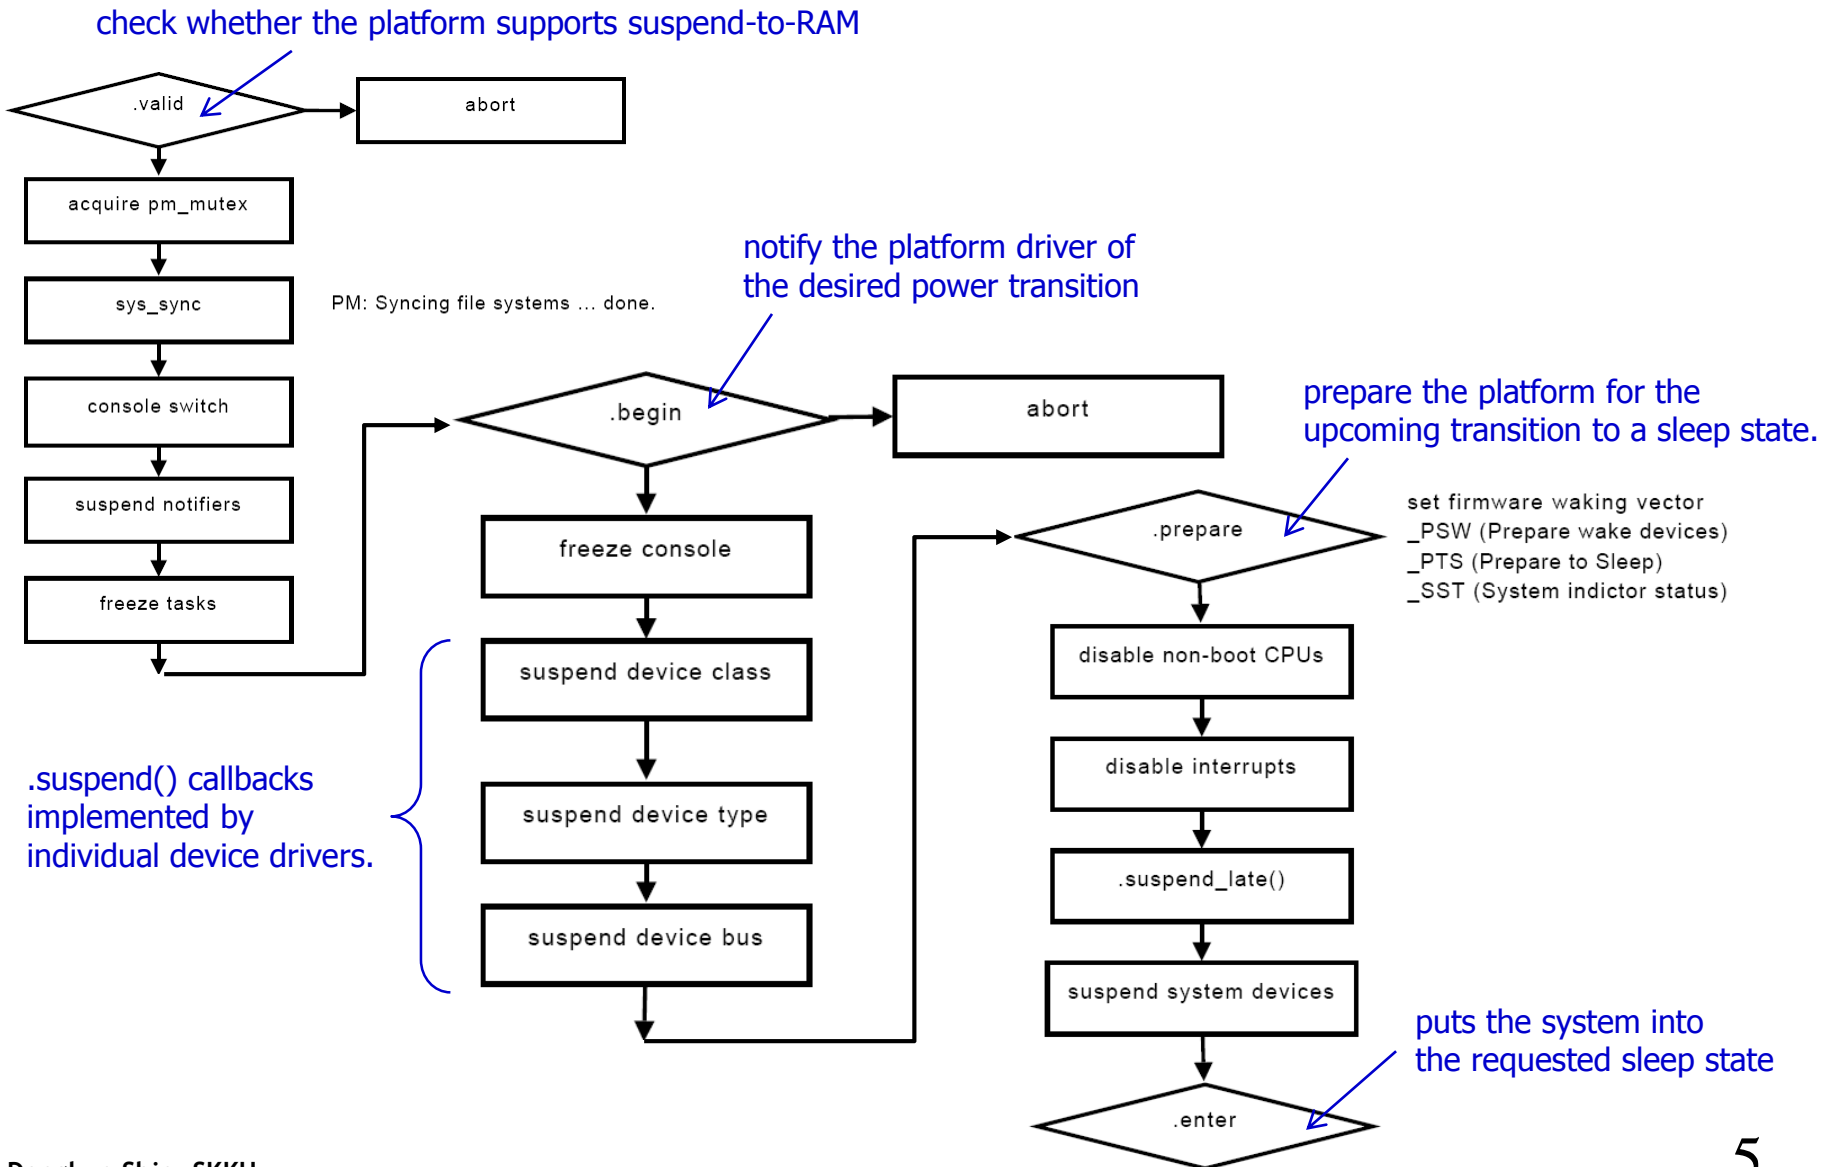 check whether the platform supports suspend-to-RAM
.valid
abort
acquire pm_mutex
sys_sync
PM: Syncing file systems ... done.
console switch
suspend notifiers
freeze tasks
notify the platform driver of
the desired power transition
.begin
abort
freeze console
suspend device class
suspend device type
suspend device bus
.suspend() callbacks
implemented by
individual device drivers.
prepare the platform for the
upcoming transition to a sleep state.
.prepare
set firmware waking vector
_PSW (Prepare wake devices)
_PTS (Prepare to Sleep)
_SST (System indictor status)
disable non-boot CPUs
disable interrupts
.suspend_late()
suspend system devices
puts the system into
the requested sleep state
.enter
5